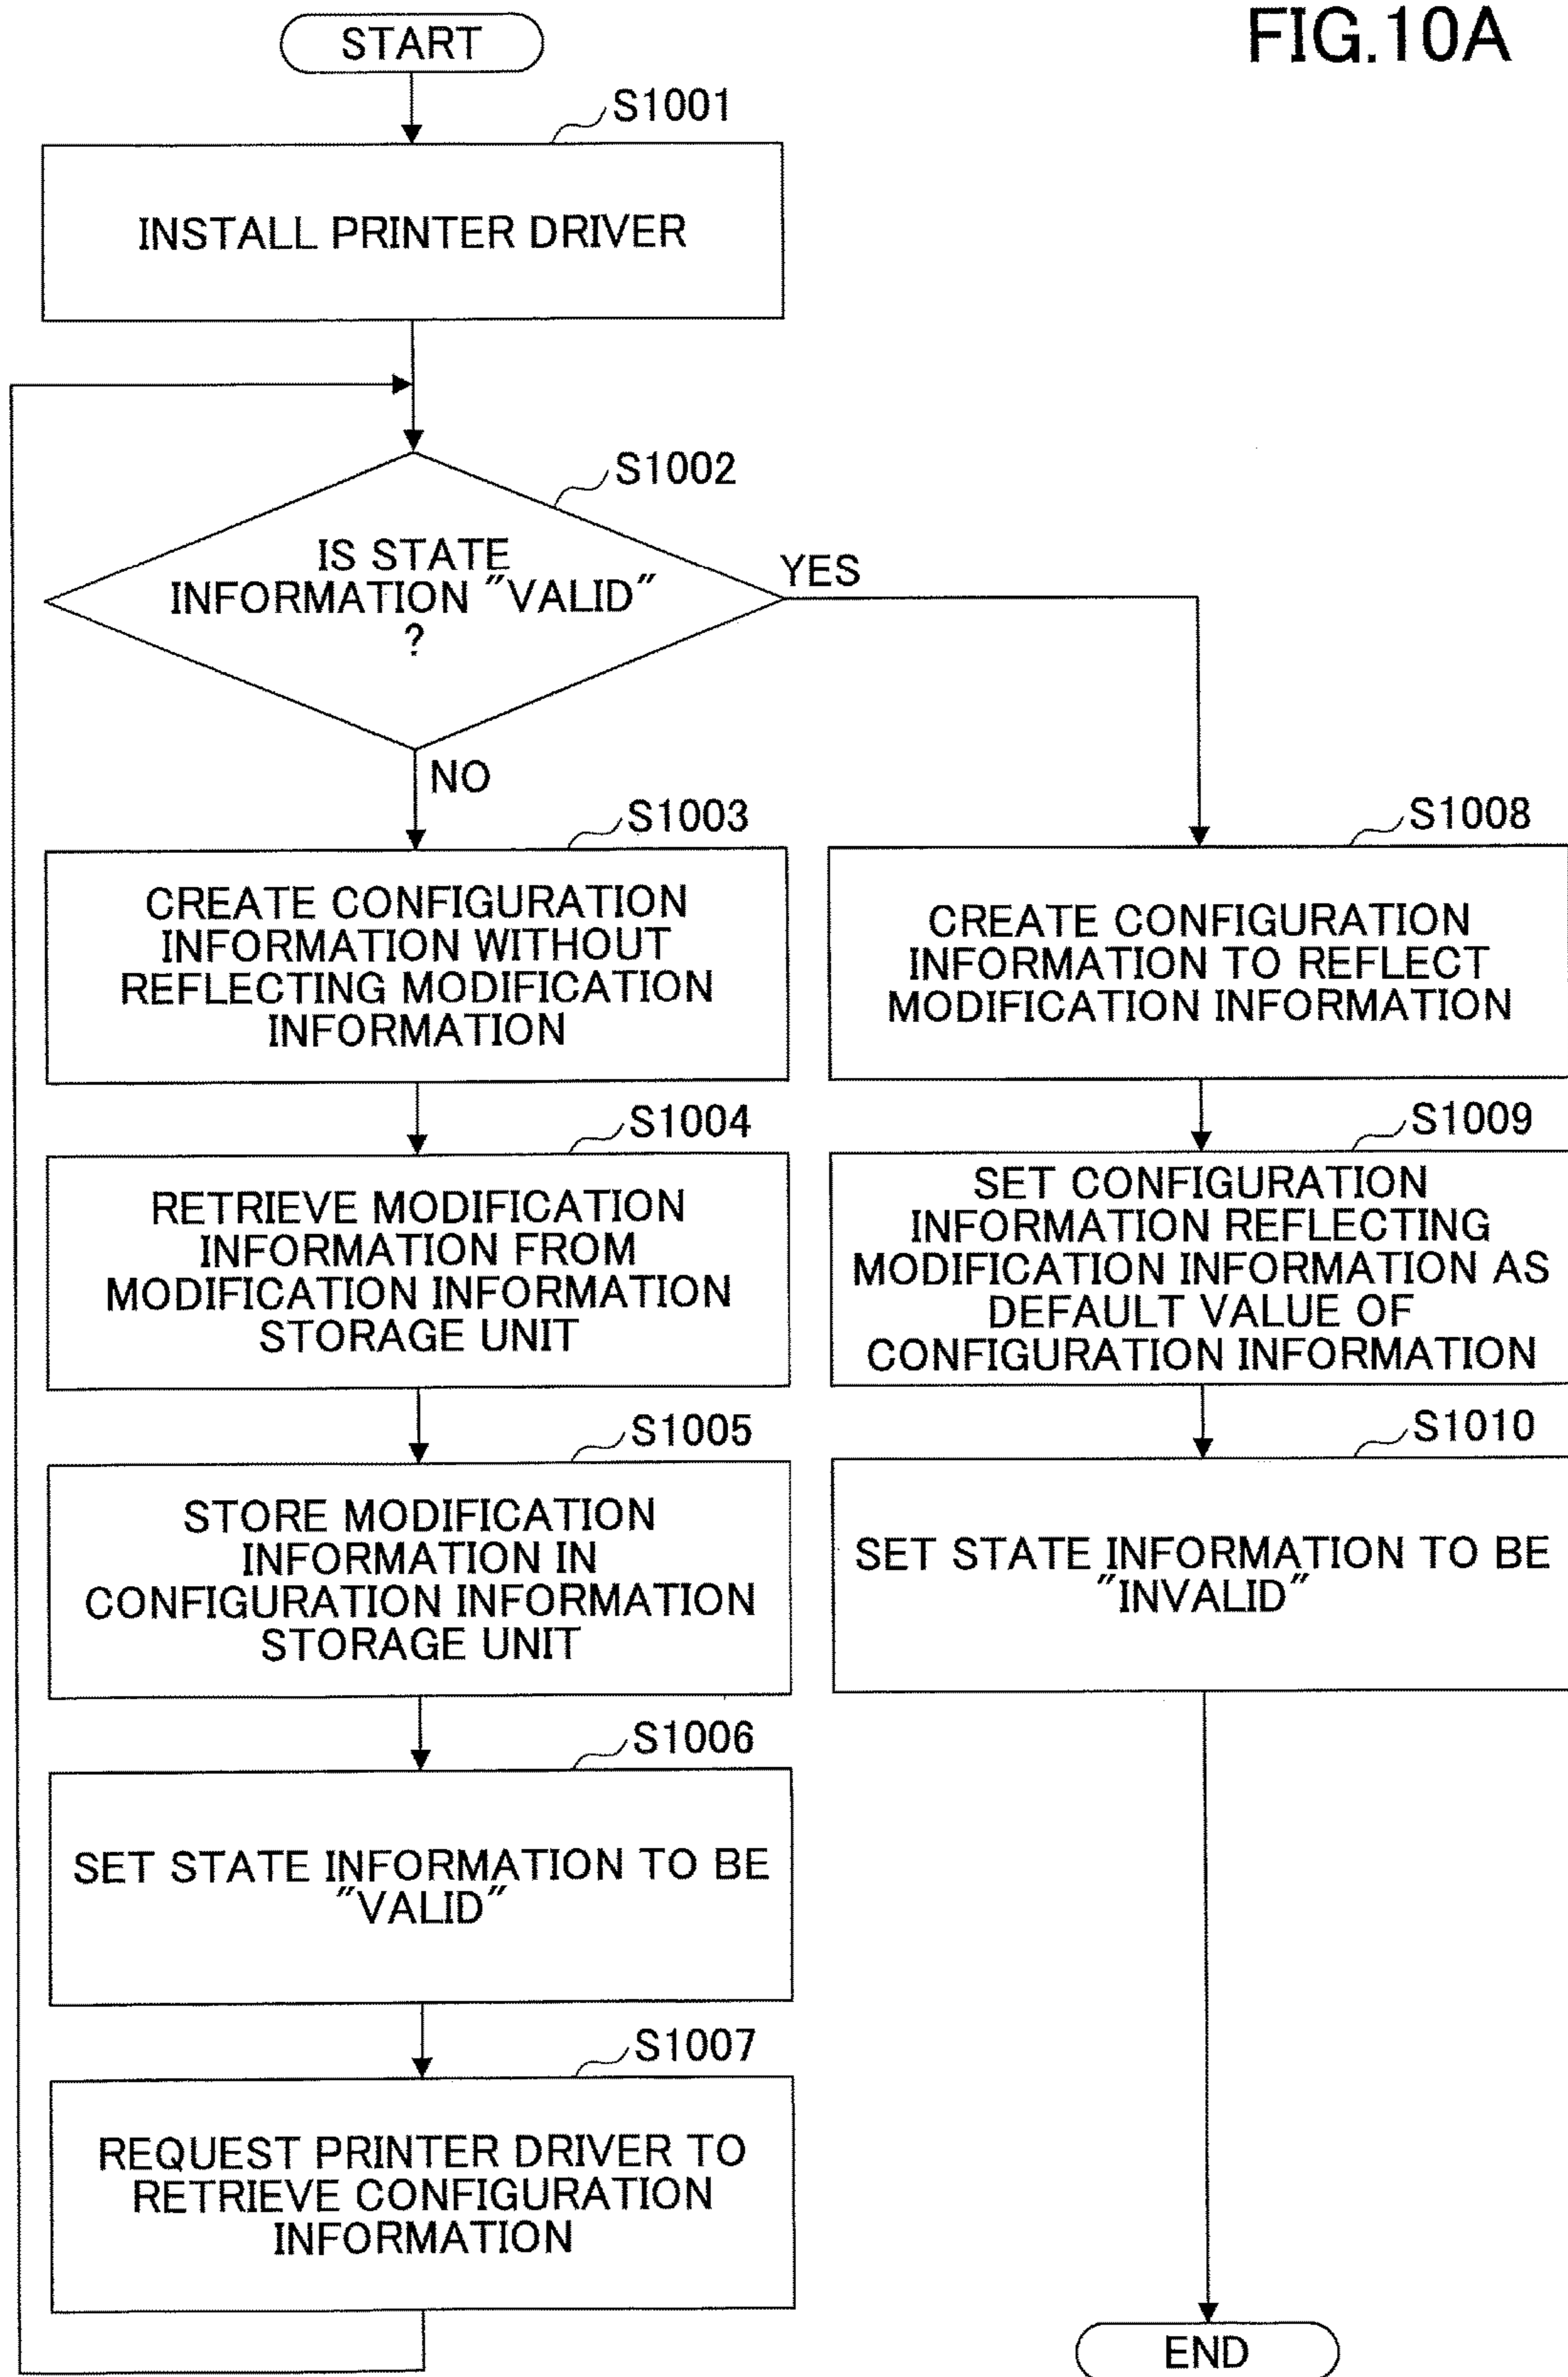 FIG.10A
START
S1001
INSTALL PRINTER DRIVER
S1002
IS STATE
INFORMATION "VALID"
?
YES
NO
S1003
CREATE CONFIGURATION
INFORMATION WITHOUT
REFLECTING MODIFICATION
INFORMATION
S1004
RETRIEVE MODIFICATION
INFORMATION FROM
MODIFICATION INFORMATION
STORAGE UNIT
S1005
STORE MODIFICATION
INFORMATION IN
CONFIGURATION INFORMATION
STORAGE UNIT
S1006
SET STATE INFORMATION TO BE
"VALID"
S1007
REQUEST PRINTER DRIVER TO
RETRIEVE CONFIGURATION
INFORMATION
S1008
CREATE CONFIGURATION
INFORMATION TO REFLECT
MODIFICATION INFORMATION
S1009
SET CONFIGURATION
INFORMATION REFLECTING
MODIFICATION INFORMATION AS
DEFAULT VALUE OF
CONFIGURATION INFORMATION
S1010
SET STATE INFORMATION TO BE
"INVALID"
END